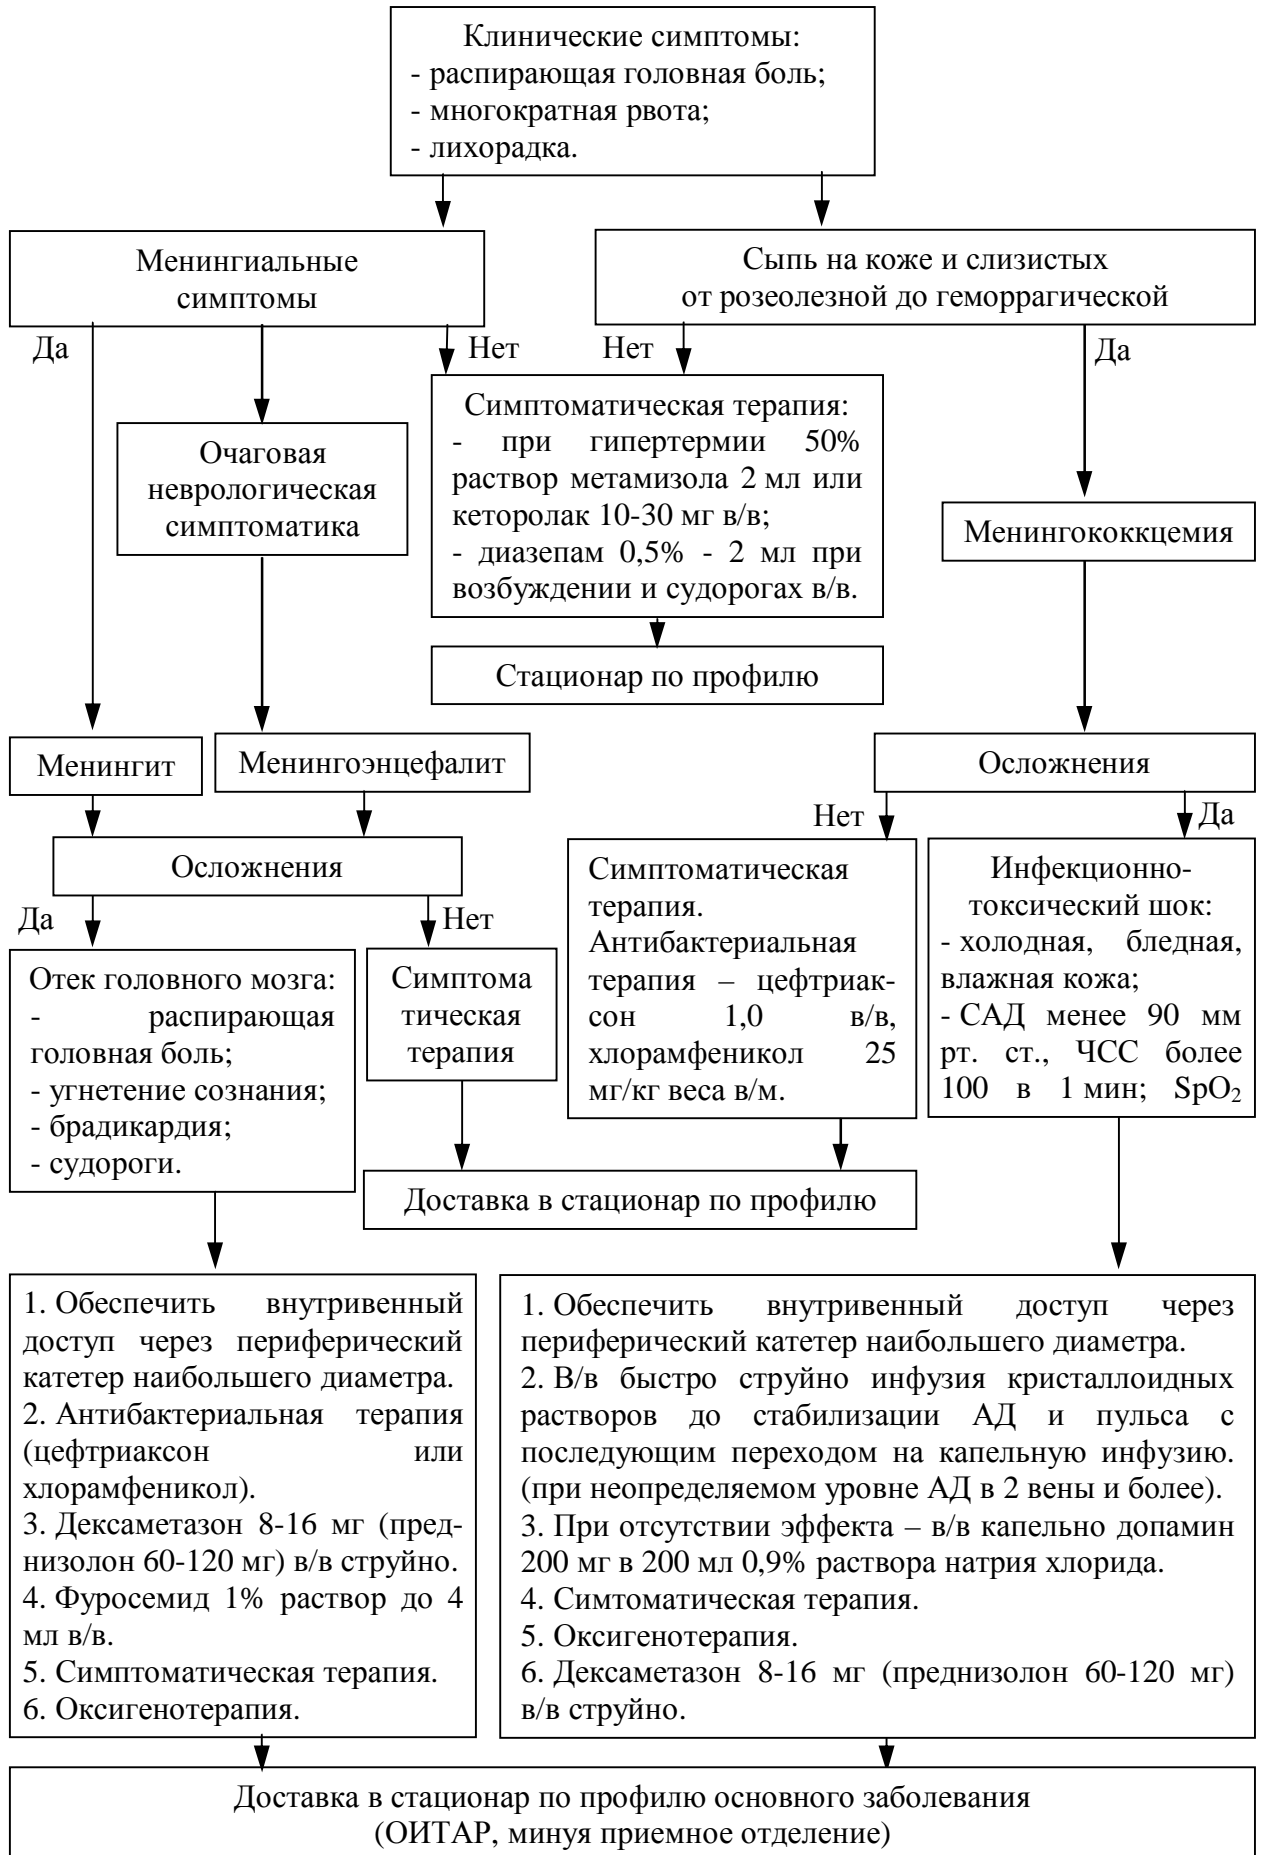 Клинические симптомы:
- распирающая головная боль;
- многократная рвота;
- лихорадка.
Менингиальные
симптомы
Сыпь на коже и слизистых
от розеолезной до геморрагической
Да
Нет
Нет
Да
Очаговая
неврологическая
симптоматика
Симптоматическая терапия:
- при гипертермии 50%
раствор метамизола 2 мл или
кеторолак 10-30 мг в/в;
- диазепам 0,5% - 2 мл при
возбуждении и судорогах в/в.
Менингококкцемия
Стационар по профилю
Менингит
Менингоэнцефалит
Осложнения
Нет
Да
Осложнения
Да
Нет
Симптоматическая
терапия.
Антибактериальная
терапия – цефтриак-
сон 1,0 в/в,
хлорамфеникол 25
мг/кг веса в/м.
Инфекционно-
токсический шок:
- холодная, бледная,
влажная кожа;
- САД менее 90 мм
рт. ст., ЧСС более
100 в 1 мин; SpO₂
Отек головного мозга:
- распирающая
головная боль;
- угнетение сознания;
- брадикардия;
- судороги.
Симптома
тическая
терапия
Доставка в стационар по профилю
1. Обеспечить внутривенный
доступ через периферический
катетер наибольшего диаметра.
2. Антибактериальная терапия
(цефтриаксон или
хлорамфеникол).
3. Дексаметазон 8-16 мг (пред-
низолон 60-120 мг) в/в струйно.
4. Фуросемид 1% раствор до 4
мл в/в.
5. Симптоматическая терапия.
6. Оксигенотерапия.
1. Обеспечить внутривенный доступ через
периферический катетер наибольшего диаметра.
2. В/в быстро струйно инфузия кристаллоидных
растворов до стабилизации АД и пульса с
последующим переходом на капельную инфузию.
(при неопределяемом уровне АД в 2 вены и более).
3. При отсутствии эффекта – в/в капельно допамин
200 мг в 200 мл 0,9% раствора натрия хлорида.
4. Симтоматическая терапия.
5. Оксигенотерапия.
6. Дексаметазон 8-16 мг (преднизолон 60-120 мг)
в/в струйно.
Доставка в стационар по профилю основного заболевания
(ОИТАР, минуя приемное отделение)